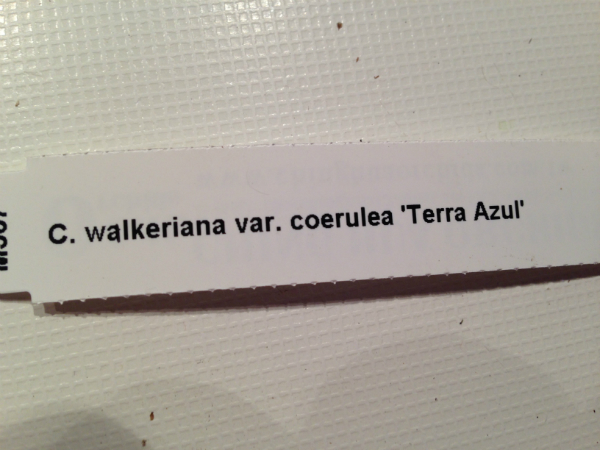 C. walkeriana var. coerulea 'Terra Azul'